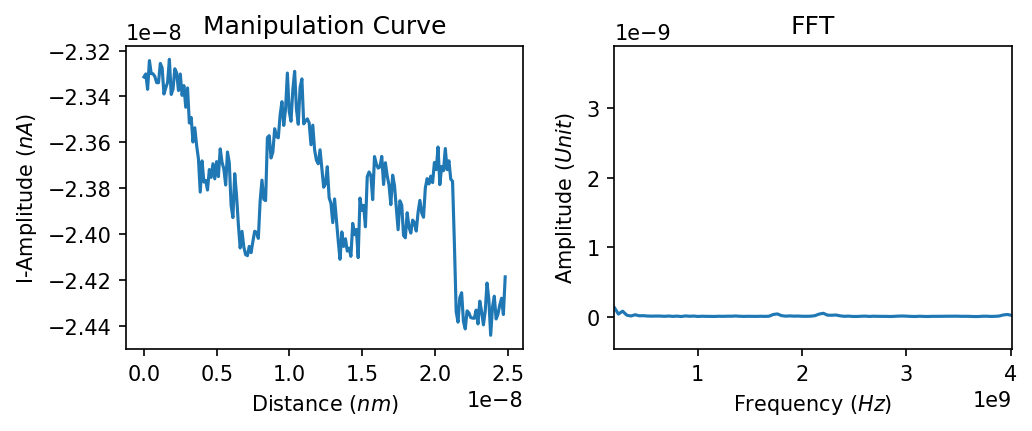 Manipulation Curve
1e−8
−2.32
−2.34
−2.36
−2.38
−2.40
−2.42
−2.44
I-Amplitude (nA)
0.0 0.5 1.0 1.5 2.0 2.5
Distance (nm)
1e−8
FFT
1e−9
3
2
1
0
Amplitude (Unit)
1 2 3 4
Frequency (Hz)
1e9